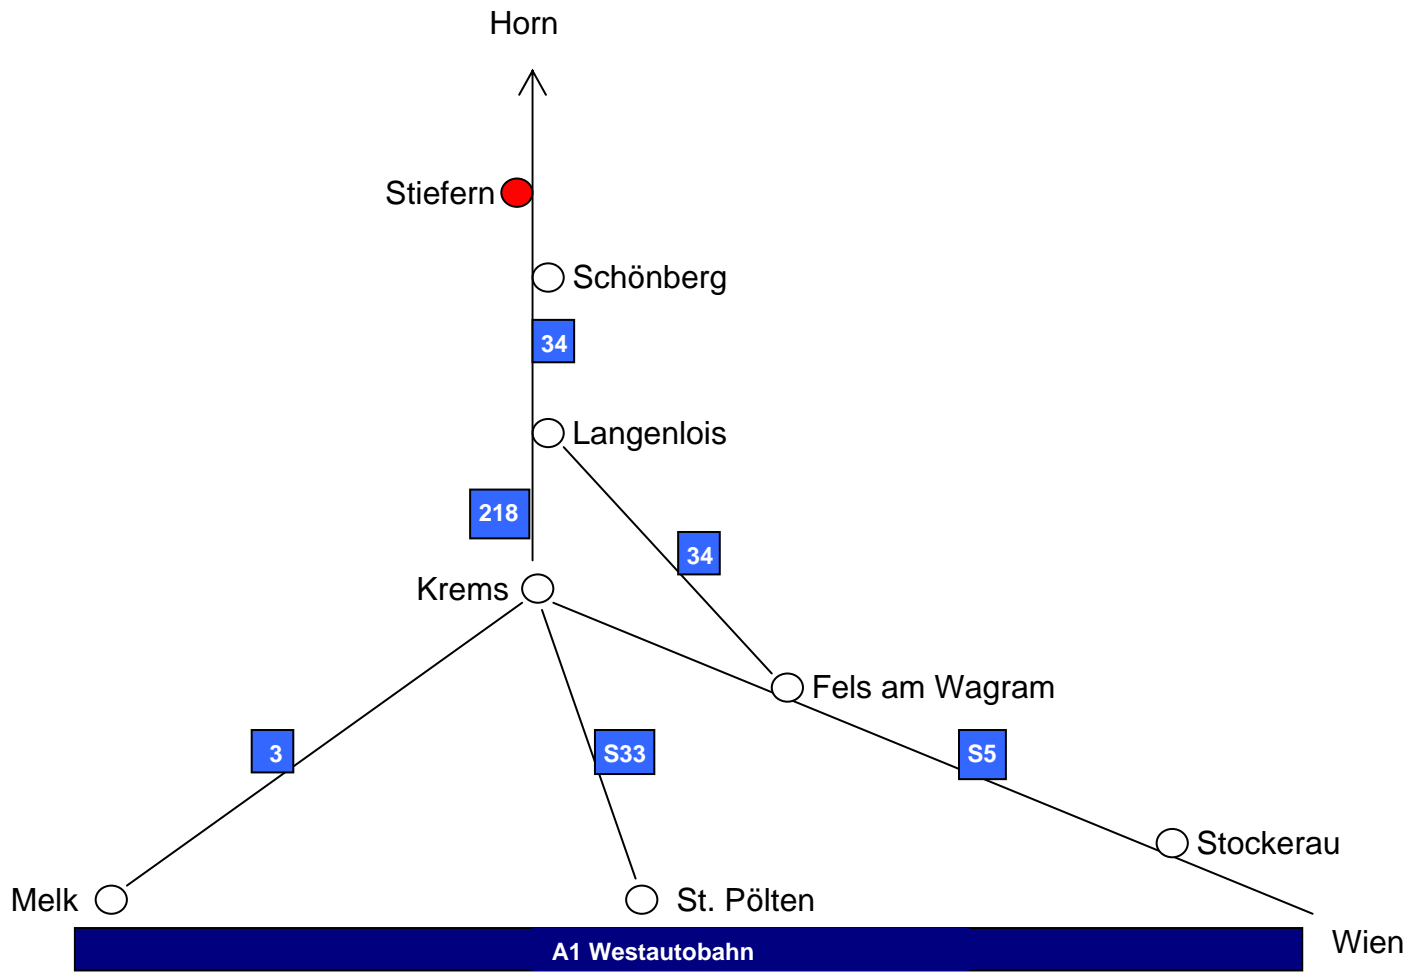 Horn
Stiefern
Schönberg
34
Langenlois
218
34
Krems
Fels am Wagram
3
S33
S5
Stockerau
Melk
St. Pölten
Wien
A1 Westautobahn